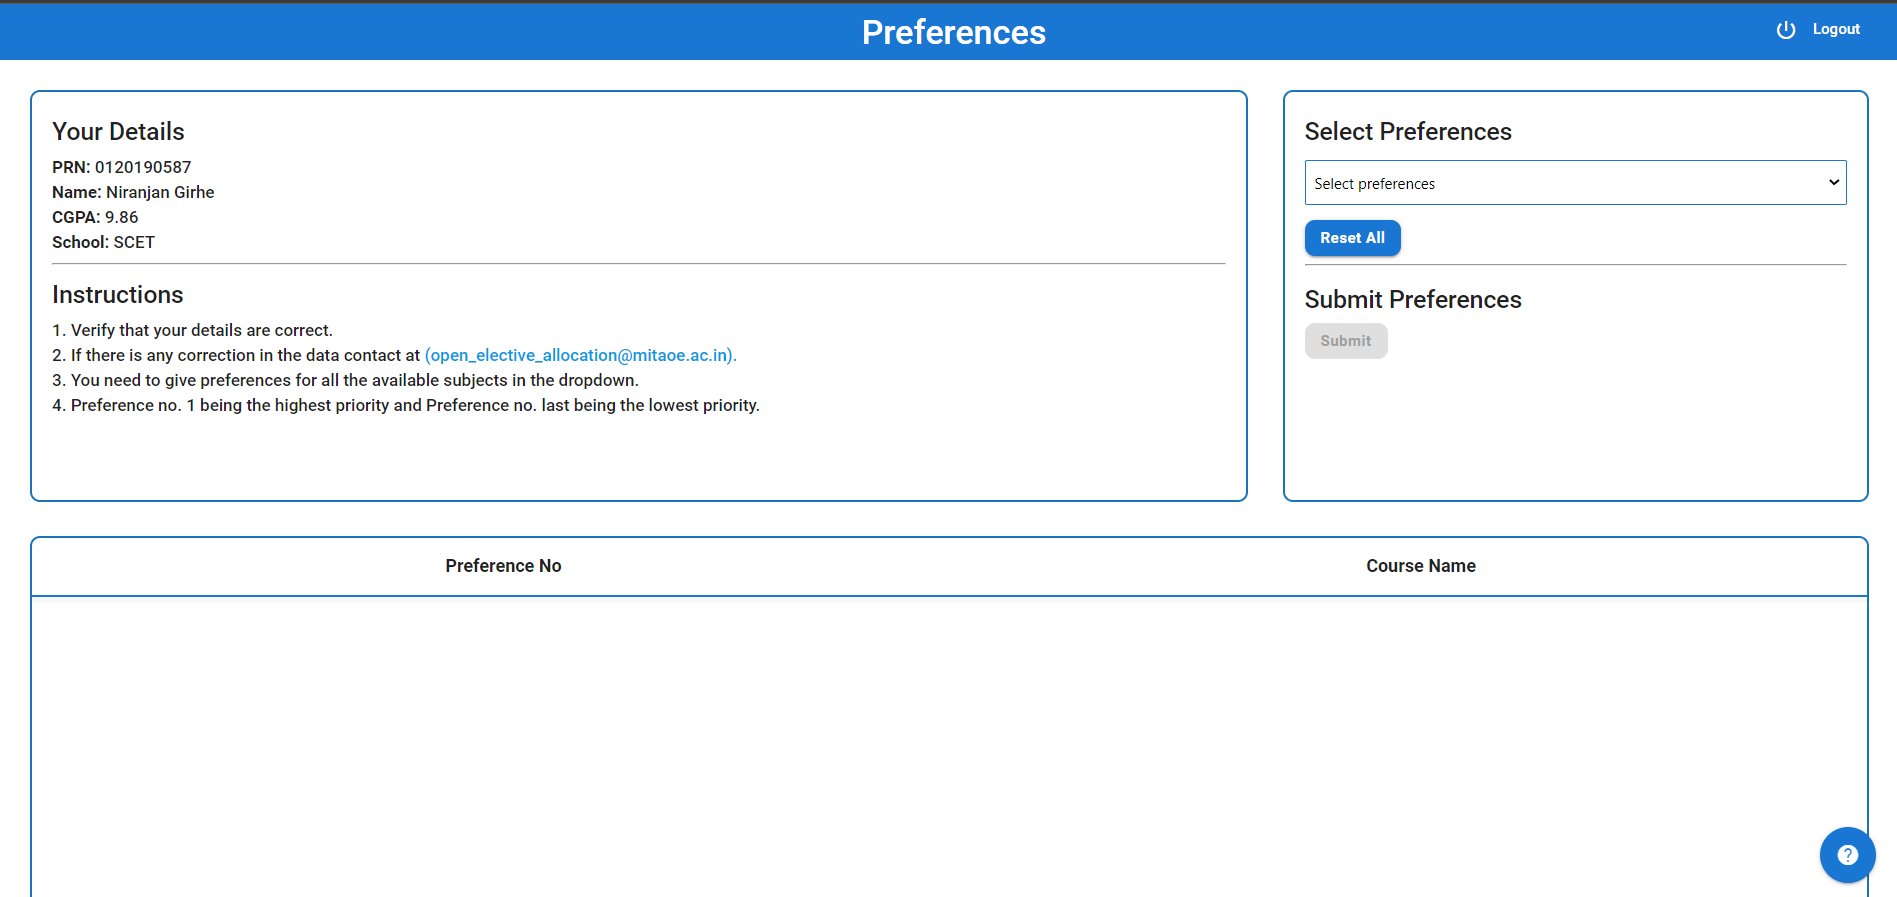 Preferences
Logout
Your Details
PRN: 0120190587
Name: Niranjan Girhe
CGPA: 9.86
School: SCET
Instructions
1. Verify that your details are correct.
2. If there is any correction in the data contact at (open_elective_allocation@mitaoe.ac.in).
3. You need to give preferences for all the available subjects in the dropdown.
4. Preference no. 1 being the highest priority and Preference no. last being the lowest priority.
Select Preferences
Select preferences
Reset All
Submit Preferences
Submit
Preference No
Course Name
?